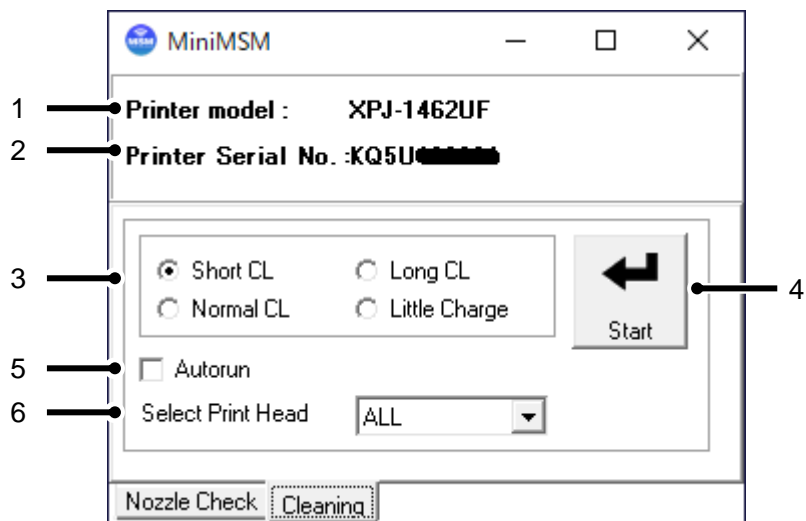 MiniMSM
1 Printer model : XPJ-1462UF
2 Printer Serial No. :KQ5U
3 Short CL Long CL
Normal CL Little Charge
Start 4
5 Autorun
6 Select Print Head ALL
Nozzle Check Cleaning